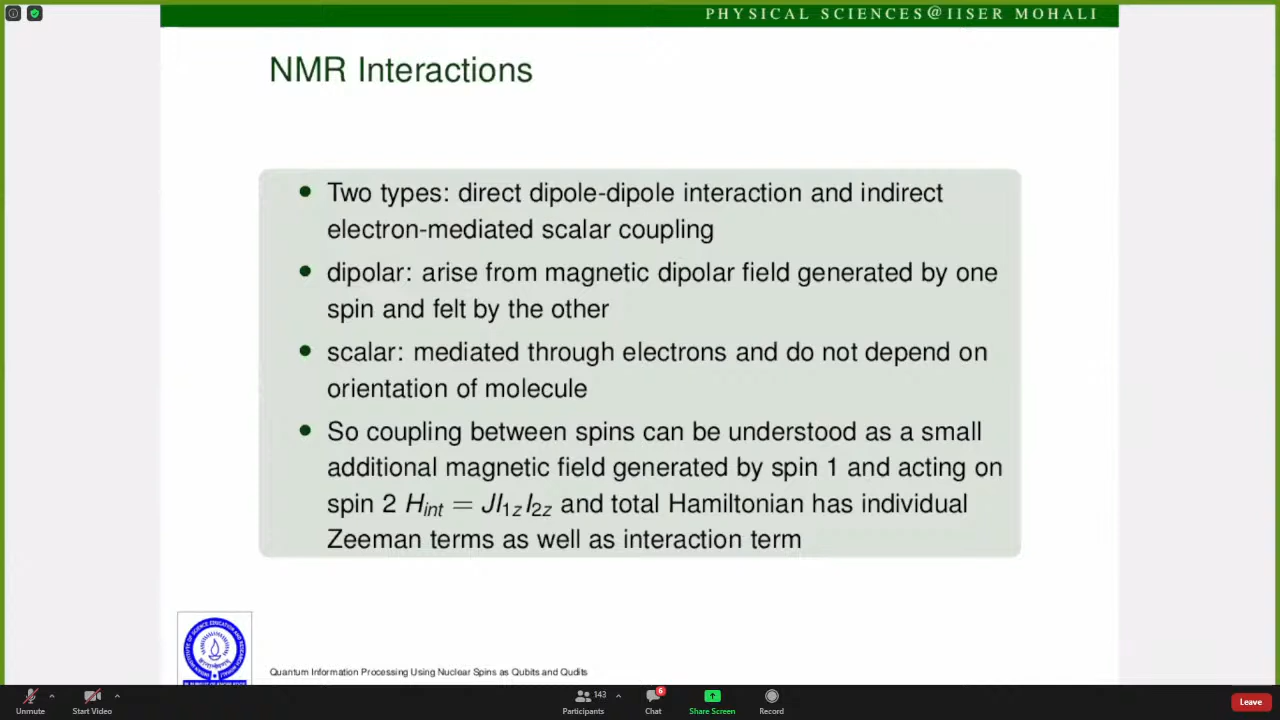 PHYSICAL SCIENCES@IISER MOHALI
NMR Interactions
• Two types: direct dipole-dipole interaction and indirect
electron-mediated scalar coupling
• dipolar: arise from magnetic dipolar field generated by one
spin and felt by the other
• scalar: mediated through electrons and do not depend on
orientation of molecule
• So coupling between spins can be understood as a small
additional magnetic field generated by spin 1 and acting on
spin 2 H_int = JI_1z I_2z and total Hamiltonian has individual
Zeeman terms as well as interaction term
Quantum Information Processing Using Nuclear Spins as Qubits and Qudits
Unmute
Start Video
143
Participants
6
Chat
Share Screen
Record
Leave